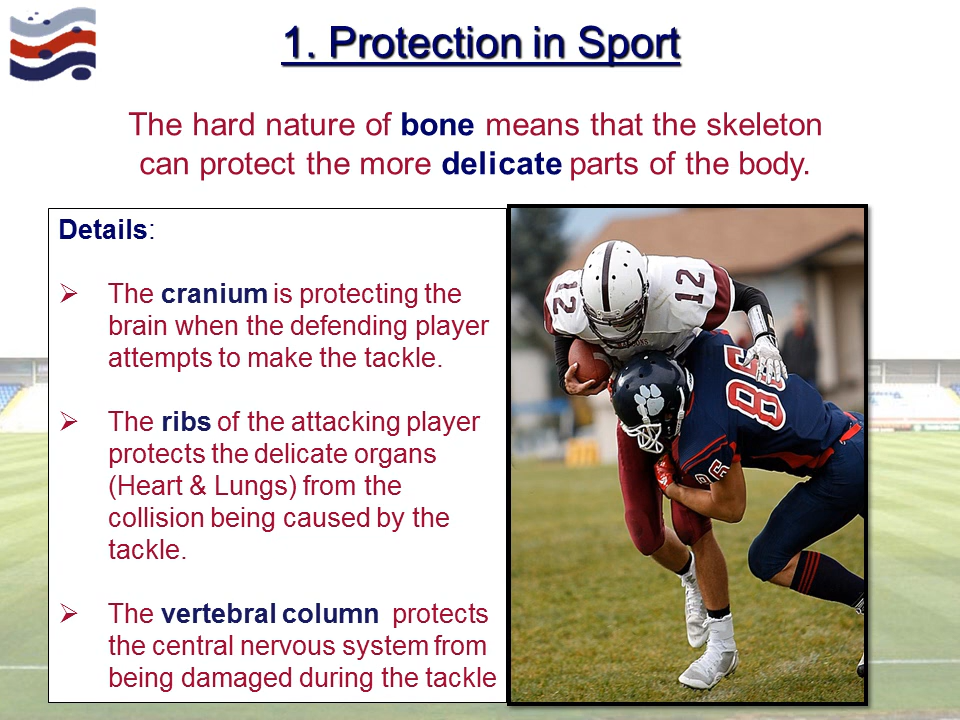 1. Protection in Sport
The hard nature of bone means that the skeleton
can protect the more delicate parts of the body.
Details:
The cranium is protecting the
brain when the defending player
attempts to make the tackle.
The ribs of the attacking player
protects the delicate organs
(Heart & Lungs) from the
collision being caused by the
tackle.
The vertebral column protects
the central nervous system from
being damaged during the tackle
12
12
86
86